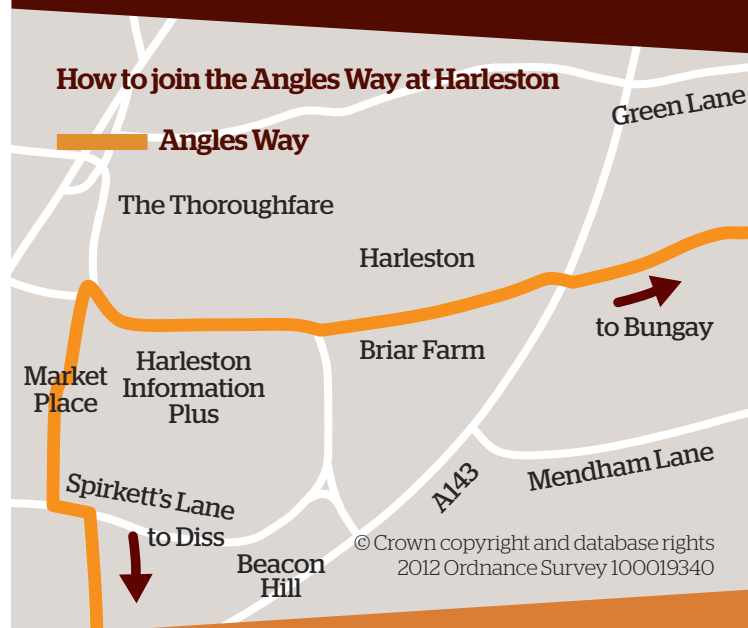 How to join the Angles Way at Harleston
Green Lane
Angles Way
The Thoroughfare
Harleston
to Bungay
Briar Farm
Market
Place
Harleston
Information
Plus
Mendham Lane
A143
Spirkett's Lane
to Diss
Beacon
Hill
© Crown copyright and database rights
2012 Ordnance Survey 100019340